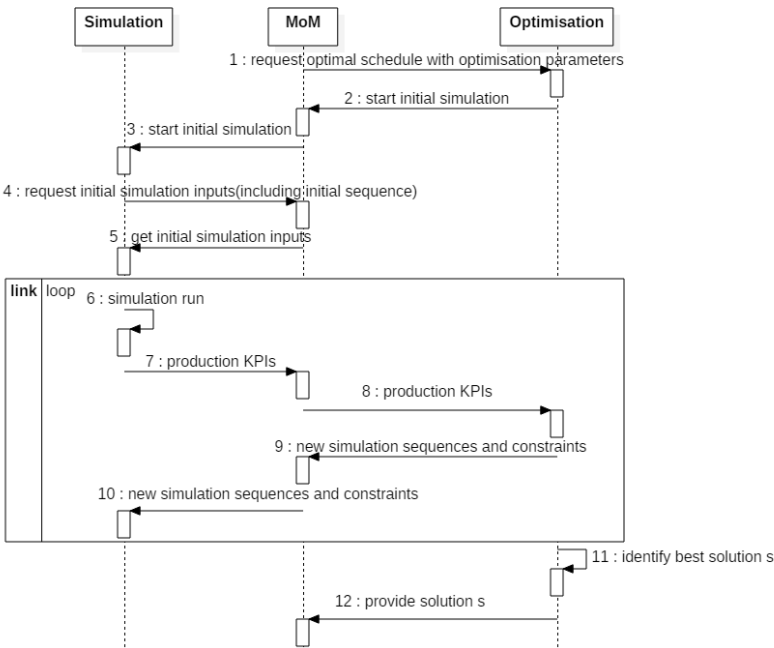 Simulation
MoM
Optimisation
1 : request optimal schedule with optimisation parameters
2 : start initial simulation
3 : start initial simulation
4 : request initial simulation inputs(including initial sequence)
5 : get initial simulation inputs
link
loop
6 : simulation run
7 : production KPIs
8 : production KPIs
9 : new simulation sequences and constraints
10 : new simulation sequences and constraints
11 : identify best solution s
12 : provide solution s